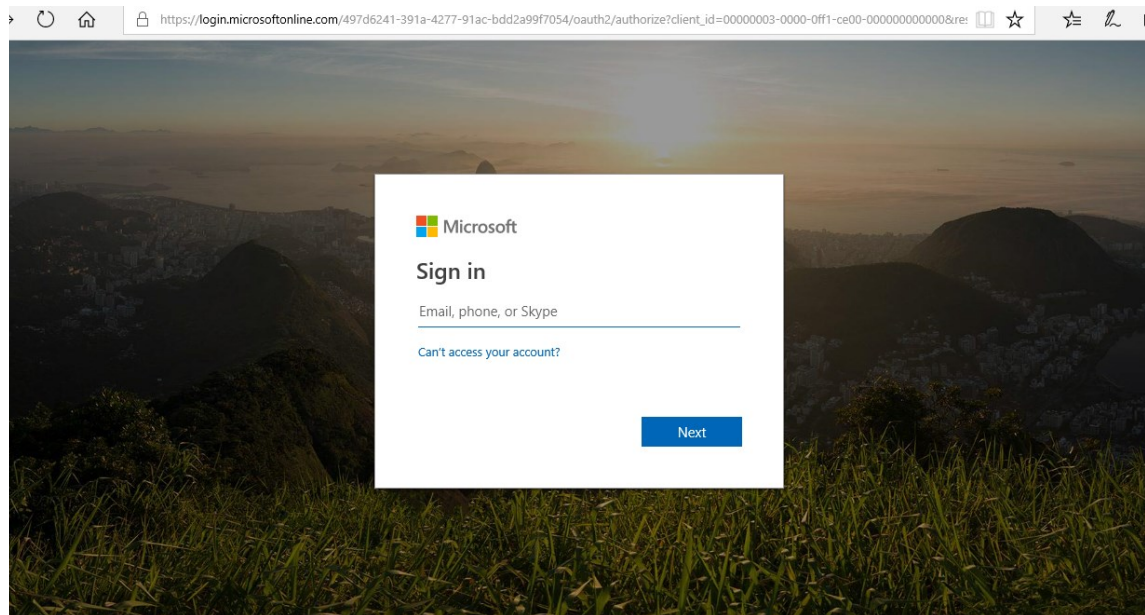 https://login.microsoftonline.com/497d6241-391a-4277-91ac-bdd2a99f7054/oauth2/authorize?client_id=00000003-0000-0ff1-ce00-000000000000&res
Microsoft
Sign in
Email, phone, or Skype
Can't access your account?
Next